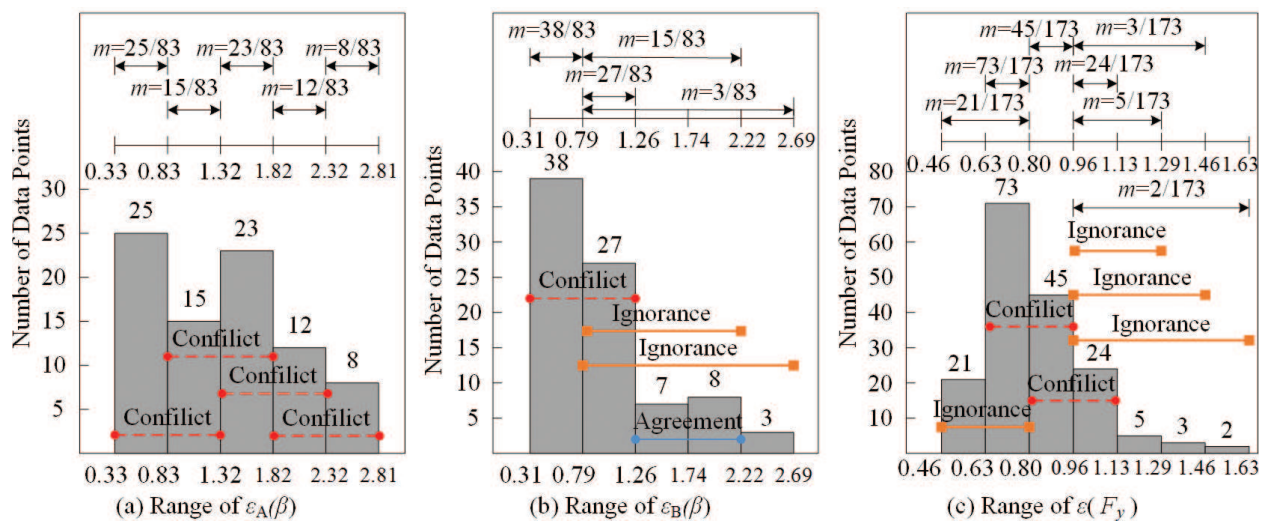 m=25/83 m=23/83 m=8/83
m=15/83 m=12/83
0.33 0.83 1.32 1.82 2.32 2.81
Number of Data Points
30
25
20
15
10
5
25
15
23
12
8
Confilict
Confilict
Confilict Confilict
0.33 0.83 1.32 1.82 2.32 2.81
(a) Range of εA(β)
m=38/83 m=15/83
m=27/83
m=3/83
0.31 0.79 1.26 1.74 2.22 2.69
Number of Data Points
40
35
30
25
20
15
10
5
38
27
7
8
3
Confilict
Ignorance
Ignorance
Agreement
0.31 0.79 1.26 1.74 2.22 2.69
(b) Range of εB(β)
m=45/173 m=3/173
m=73/173 m=24/173
m=21/173 m=5/173
0.46 0.63 0.80 0.96 1.13 1.29 1.46 1.63
m=2/173
Number of Data Points
80
70
60
50
40
30
20
10
21
73
45
24
5
3
2
Ignorance
Ignorance
Confilict
Ignorance
Confilict
Ignorance
0.46 0.63 0.80 0.96 1.13 1.29 1.46 1.63
(c) Range of ε(Fy)